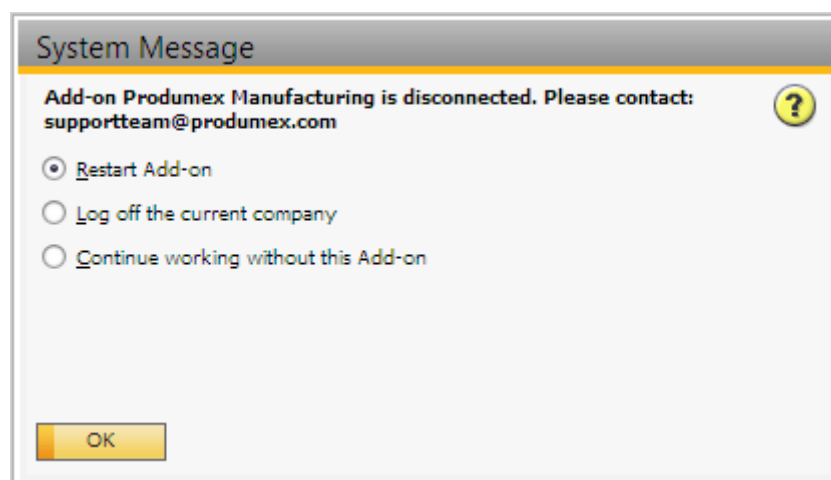 System Message
Add-on Produmex Manufacturing is disconnected. Please contact:
supportteam@produmex.com
?
Restart Add-on
Log off the current company
Continue working without this Add-on
OK